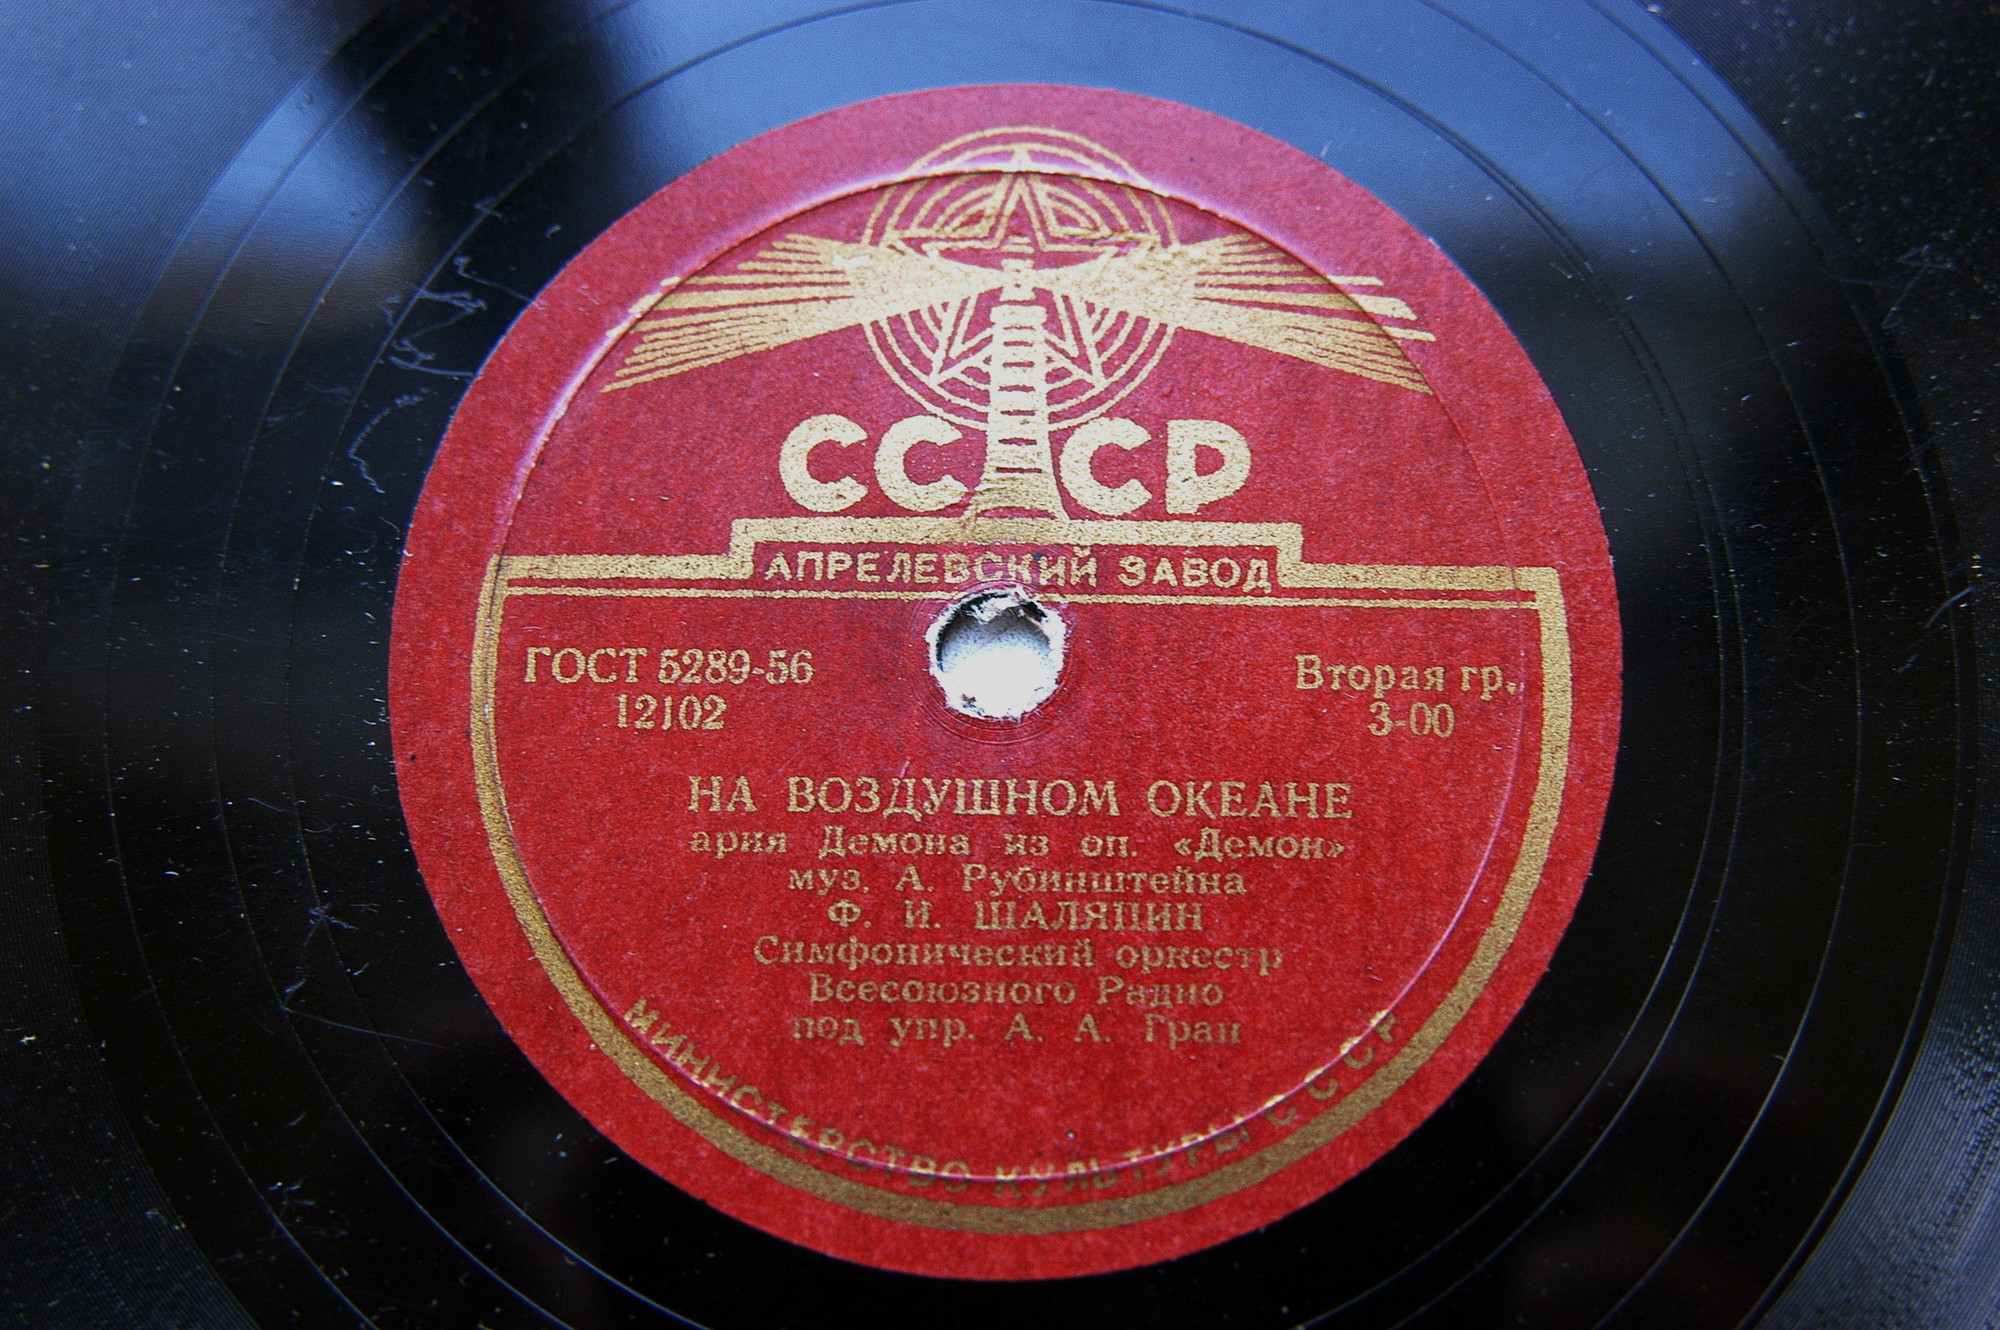 СССР
АПРЕЛЕВСКИЙ ЗАВОД
ГОСТ 5289-56
12102
Вторая гр.
3-00
НА ВОЗДУШНОМ ОКЕАНЕ
ария Демона из оп. «Демон»
муз. А. Рубинштейна
Ф. И. ШАЛЯПИН
Симфонический оркестр
Всесоюзного Радио
под упр. А. А. Гран
МИНИСТЕРСТВО КУЛЬТУРЫ СССР